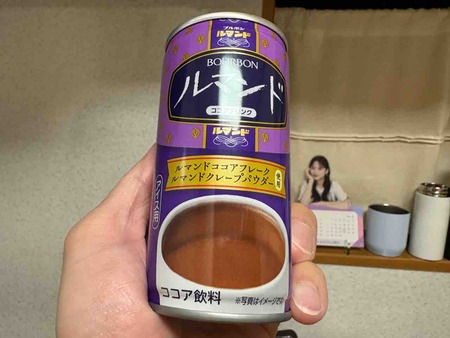 ブルボン
ルマンド
BOURBON
ルマンド
ココアドリンク
ルマンド
ルマンドココアフレーク
ルマンドクレープパウダー
使用
ココア飲料
※写真はイメージです